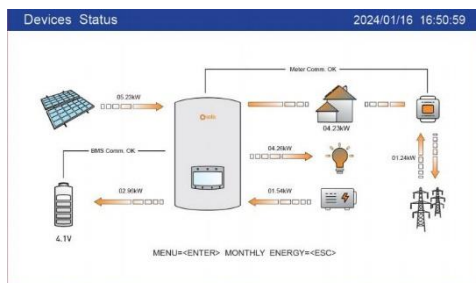 Devices Status 2024/01/16 16:50:59
Meter Comm. OK
05.23kW
04.23kW
BMS Comm. OK
04.26kW
01.24kW
02.96kW
01.54kW
4.1V
MENU=<ENTER> MONTHLY ENERGY=<ESC>